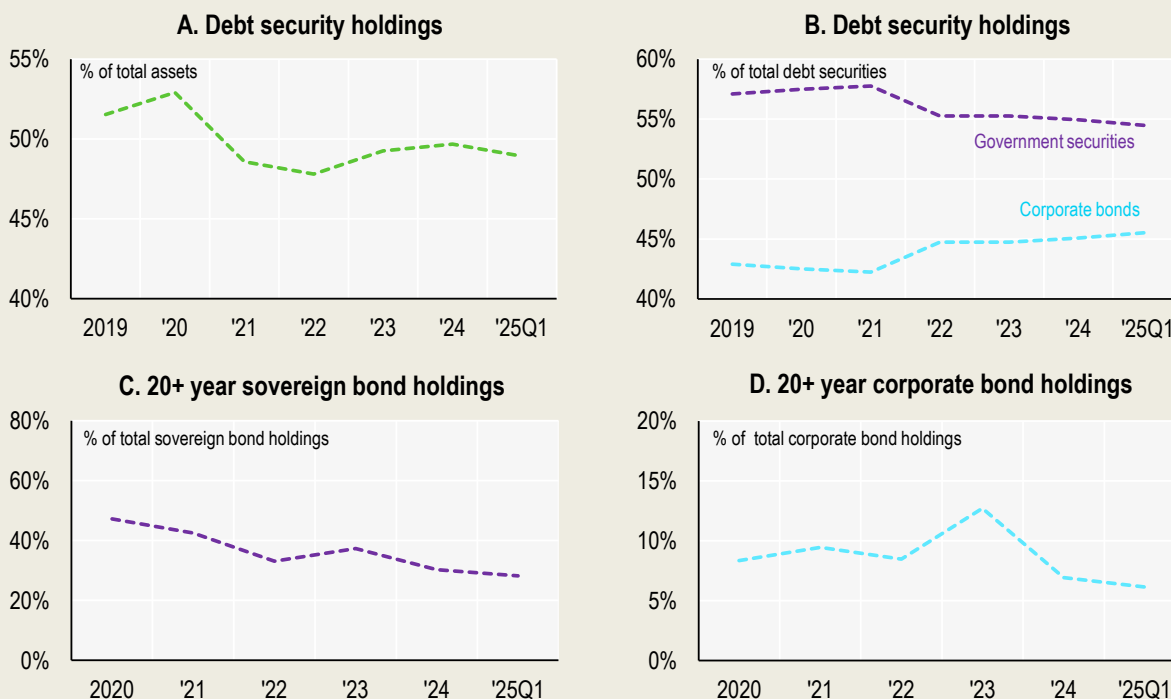 A. Debt security holdings
% of total assets
55%
50%
45%
40%
2019 '20 '21 '22 '23 '24 '25Q1
B. Debt security holdings
% of total debt securities
60%
55%
50%
45%
40%
Government securities
Corporate bonds
2019 '20 '21 '22 '23 '24 '25Q1
C. 20+ year sovereign bond holdings
% of total sovereign bond holdings
80%
60%
40%
20%
0%
2020 '21 '22 '23 '24 '25Q1
D. 20+ year corporate bond holdings
% of total corporate bond holdings
20%
15%
10%
5%
0%
2020 '21 '22 '23 '24 '25Q1